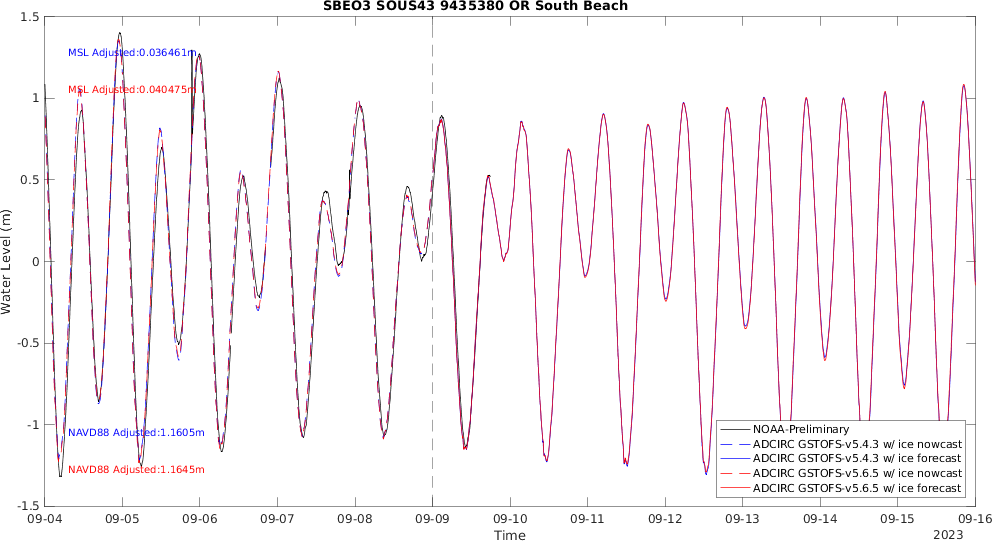 SBEO3 SOUS43 9435380 OR South Beach
Water Level (m)
1.5
1
0.5
0
-0.5
-1
-1.5
MSL Adjusted:0.036461m
MSL Adjusted:0.040475m
NAVD88 Adjusted:1.1605m
NAVD88 Adjusted:1.1645m
NOAA-Preliminary
ADCIRC GSTOFS-v5.4.3 w/ ice nowcast
ADCIRC GSTOFS-v5.4.3 w/ ice forecast
ADCIRC GSTOFS-v5.6.5 w/ ice nowcast
ADCIRC GSTOFS-v5.6.5 w/ ice forecast
09-04 09-05 09-06 09-07 09-08 09-09 09-10 09-11 09-12 09-13 09-14 09-15 09-16
Time
2023